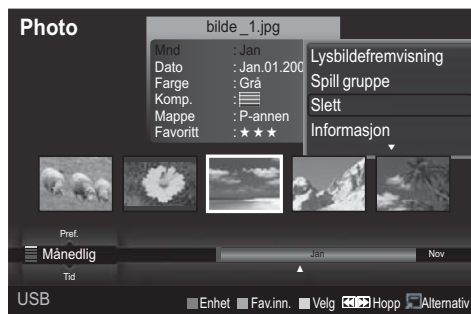 Photo
bilde _1.jpg
Mnd : Jan
Dato : Jan.01.200
Farge : Grå
Komp. :
Mappe : P-annen
Favoritt : ★ ★ ★
Lysbildefremvisning
Spill gruppe
Slett
Informasjon
Pref.
Månedlig
Jan
Nov
Tid
USB
Enhet
Fav.inn.
Velg
Hopp
Alternativ